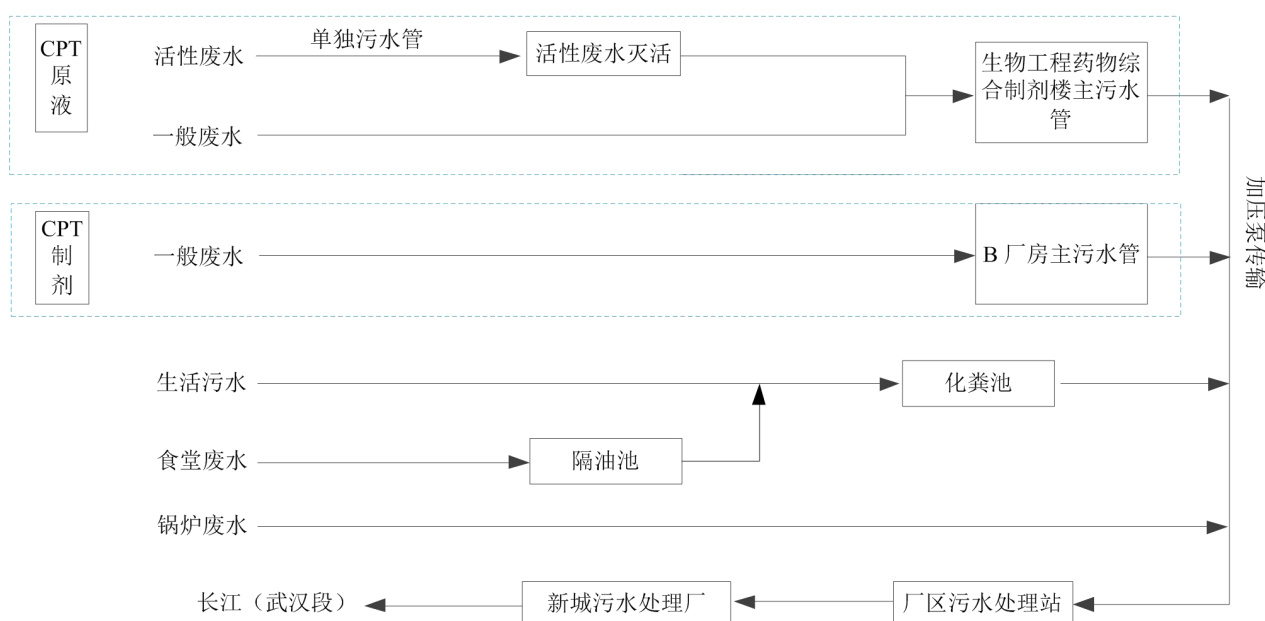 CPT
原
液
活性废水
单独污水管
活性废水灭活
生物工程药物综
合制剂楼主污水
管
一般废水
加压泵传输
CPT
制
剂
一般废水
B 厂房主污水管
生活污水
化粪池
食堂废水
隔油池
锅炉废水
长江（武汉段）
新城污水处理厂
厂区污水处理站